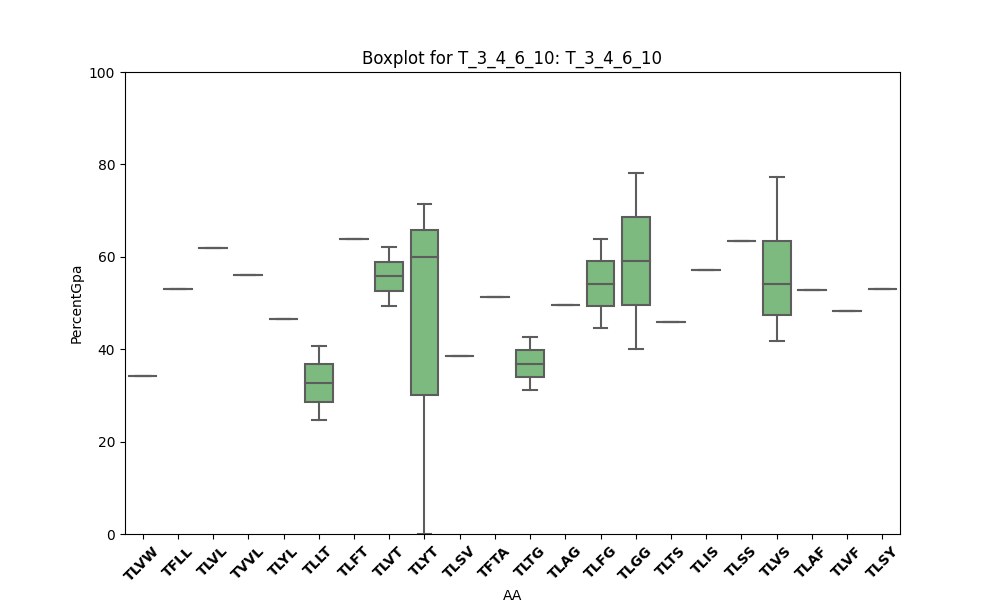 Boxplot for T_3_4_6_10: T_3_4_6_10
100
80
60
40
20
0
PercentGpa
TLVW TFLL TLVL TVVL TLYL TLLT TLFT TLVT TLYT TLSV TFTA TLTG TLAG TLFG TLGG TLTS TLIS TLSS TLVS TLAF TLVF TLSY
AA